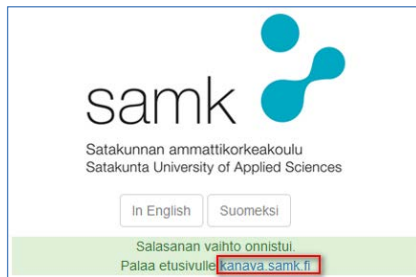 samk
Satakunnan ammattikorkeakoulu
Satakunta University of Applied Sciences
In English Suomeksi
Salasanan vaihto onnistui.
Palaa etusivulle kanava.samk.fi